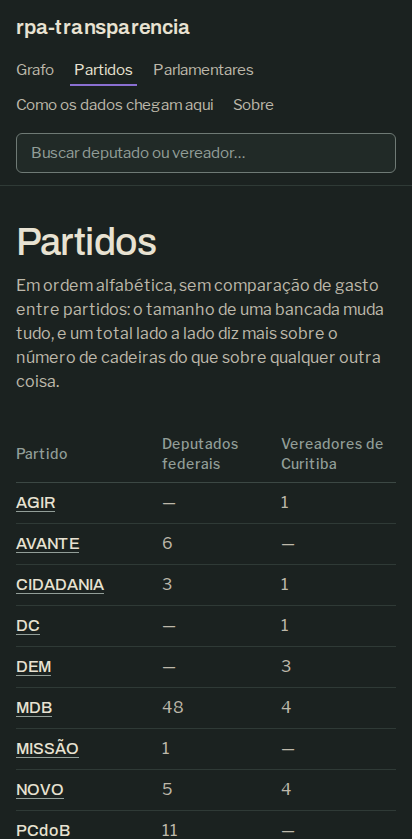 rpa-transparencia
Grafo Partidos Parlamentares
Como os dados chegam aqui Sobre
Buscar deputado ou vereador...
Partidos
Em ordem alfabética, sem comparação de gasto
entre partidos: o tamanho de uma bancada muda
tudo, e um total lado a lado diz mais sobre o
número de cadeiras do que sobre qualquer outra
coisa.
Partido Deputados federais Vereadores de Curitiba
AGIR — 1
AVANTE 6 —
CIDADANIA 3 1
DC — 1
DEM — 3
MDB 48 4
MISSÃO 1 —
NOVO 5 4
PCdoB 11 —